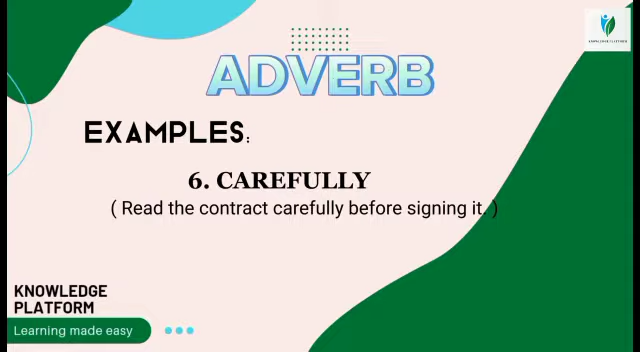 ADVERB
EXAMPLES:
6. CAREFULLY
( Read the contract carefully before signing it. )
KNOWLEDGE
PLATFORM
Learning made easy